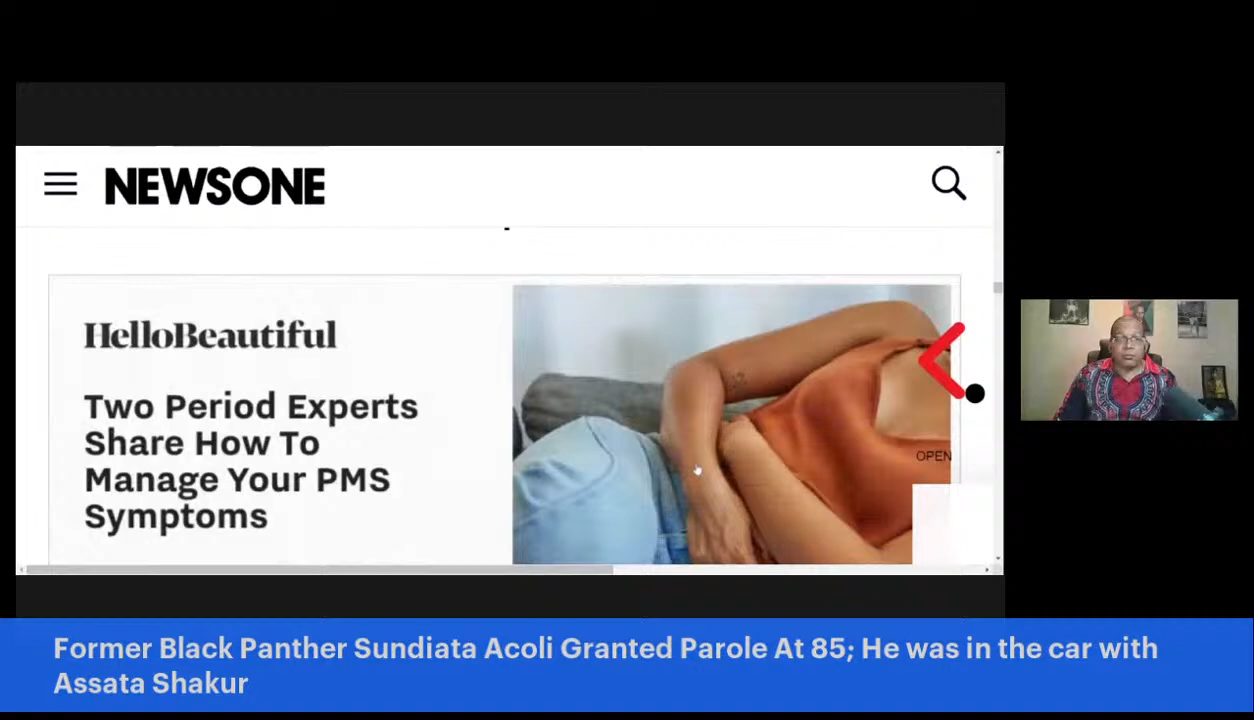 NEWSONE
HelloBeautiful
Two Period Experts
Share How To
Manage Your PMS
Symptoms
OPEN
Former Black Panther Sundiata Acoli Granted Parole At 85; He was in the car with
Assata Shakur